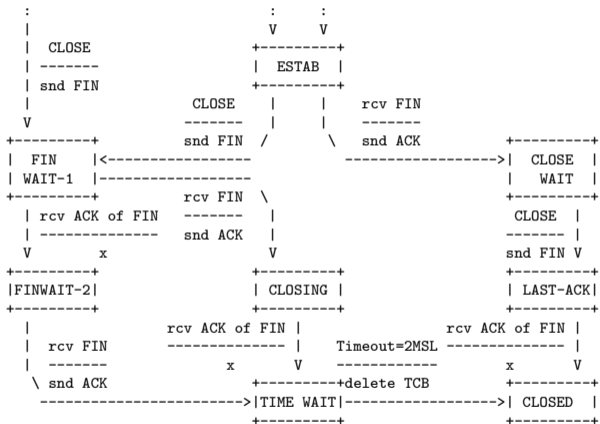 : : :
| V V
| CLOSE +---------+
| ------- | ESTAB |
| snd FIN +---------+
| CLOSE | | rcv FIN
V ------- | | -------
+---------+ snd FIN / \ snd ACK +---------+
| FIN |<----------------- ------------------>| CLOSE |
| WAIT-1 |------------------ | WAIT |
+---------+ rcv FIN \ +---------+
| rcv ACK of FIN ------- | CLOSE |
| -------------- snd ACK | ------- |
V x V snd FIN V
+---------+ +---------+ +---------+
|FINWAIT-2| | CLOSING | | LAST-ACK|
+---------+ +---------+ +---------+
| rcv ACK of FIN | rcv ACK of FIN |
| rcv FIN -------------- | Timeout=2MSL -------------- |
| ------- x V ------------ x V
\ snd ACK +---------+delete TCB +---------+
------------------------>|TIME WAIT|------------------>| CLOSED |
+---------+ +---------+